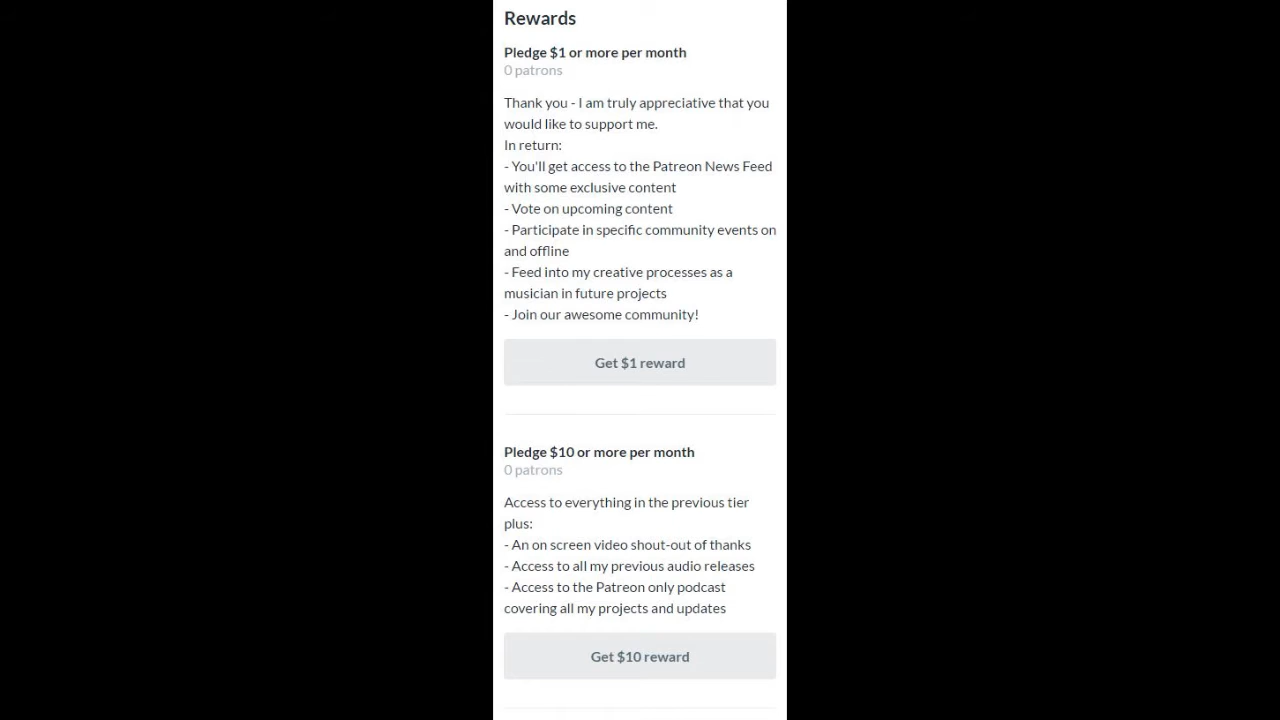 Rewards
Pledge $1 or more per month
0 patrons
Thank you - I am truly appreciative that you
would like to support me.
In return:
- You'll get access to the Patreon News Feed
with some exclusive content
- Vote on upcoming content
- Participate in specific community events on
and offline
- Feed into my creative processes as a
musician in future projects
- Join our awesome community!
Get $1 reward
Pledge $10 or more per month
0 patrons
Access to everything in the previous tier
plus:
- An on screen video shout-out of thanks
- Access to all my previous audio releases
- Access to the Patreon only podcast
covering all my projects and updates
Get $10 reward